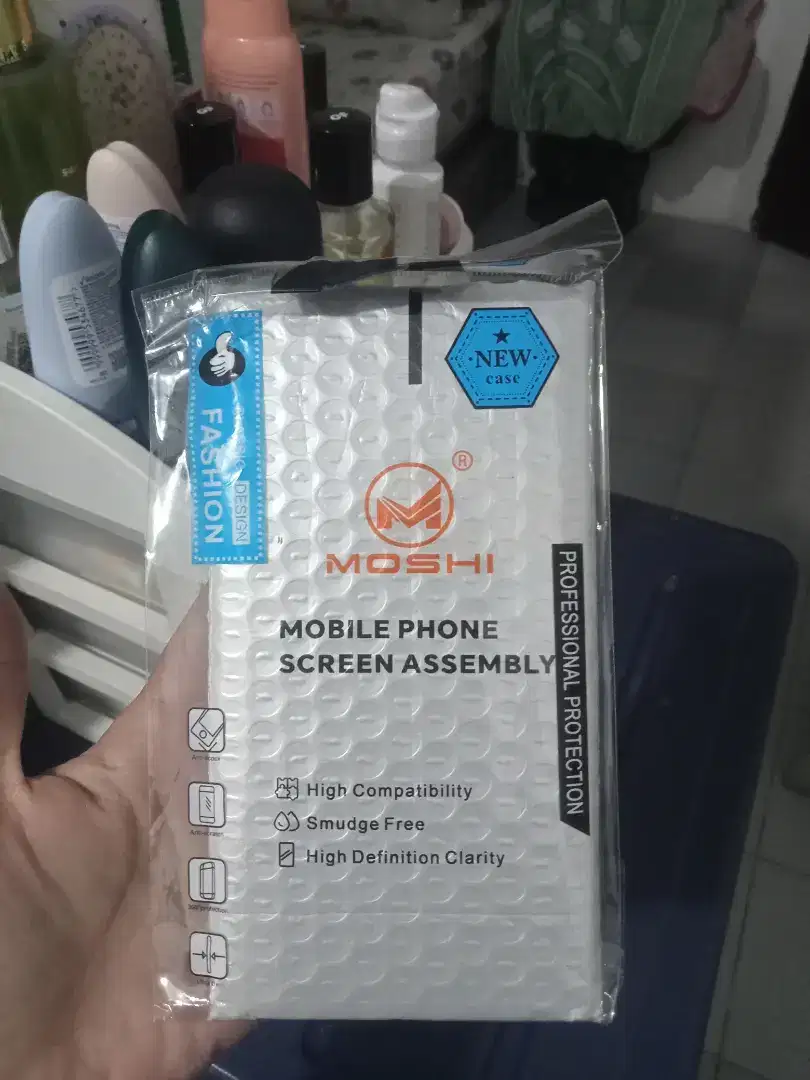 NEW
case
DESIGN
FASHION
®
MOSHI
MOBILE PHONE
SCREEN ASSEMBLY
PROFESSIONAL PROTECTION
High Compatibility
Smudge Free
High Definition Clarity